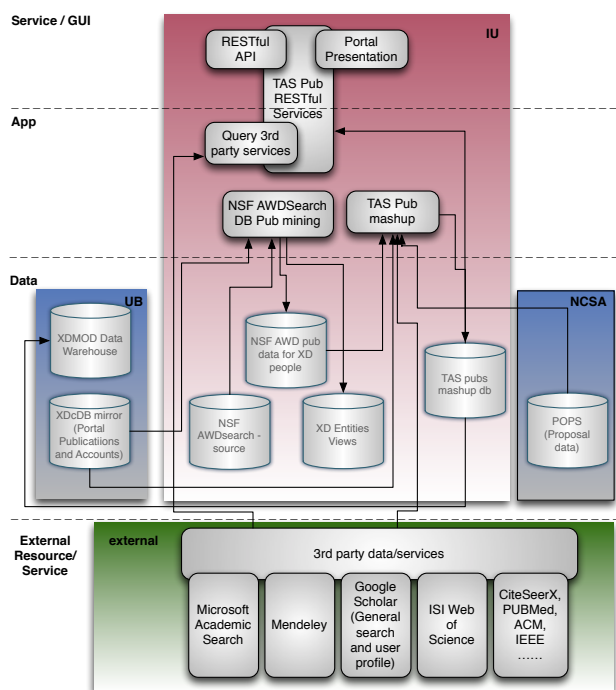 Service / GUI
IU
RESTful
API
Portal
Presentation
TAS Pub
RESTful
Services
App
Query 3rd
party services
NSF AWDSearch
DB Pub mining
TAS Pub
mashup
Data
UB
NCSA
XDMOD Data
Warehouse
NSF AWD pub
data for XD
people
TAS pubs
mashup db
XDcDB mirror
(Portal
Publicatiions
and Accounts)
NSF
AWDsearch -
source
XD Entities
Views
POPS
(Proposal
data)
External
Resource/
Service
external
3rd party data/services
Microsoft
Academic
Search
Mendeley
Google
Scholar
(General
search
and user
profile)
ISI Web
of
Science
CiteSeerX,
PUBMed,
ACM,
IEEE
......